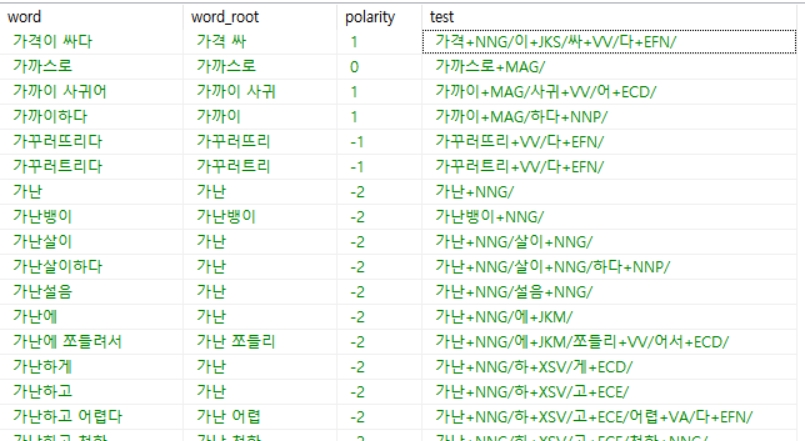 word word_root polarity test
가격이 싸다 가격 싸 1 가격+NNG/이+JKS/싸+VV/다+EFN/
가까스로 가까스로 0 가까스로+MAG/
가까이 사귀어 가까이 사귀 1 가까이+MAG/사귀+VV/어+ECD/
가까이하다 가까이 1 가까이+MAG/하다+NNP/
가꾸러뜨리다 가꾸러뜨리 -1 가꾸러뜨리+VV/다+EFN/
가꾸러트리다 가꾸러트리 -1 가꾸러트리+VV/다+EFN/
가난 가난 -2 가난+NNG/
가난뱅이 가난뱅이 -2 가난뱅이+NNG/
가난살이 가난 -2 가난+NNG/살이+NNG/
가난살이하다 가난 -2 가난+NNG/살이+NNG/하다+NNP/
가난설음 가난 -2 가난+NNG/설음+NNG/
가난에 가난 -2 가난+NNG/에+JKM/
가난에 쪼들려서 가난 쪼들리 -2 가난+NNG/에+JKM/쪼들리+VV/어서+ECD/
가난하게 가난 -2 가난+NNG/하+XSV/게+ECD/
가난하고 가난 -2 가난+NNG/하+XSV/고+ECE/
가난하고 어렵다 가난 어렵 -2 가난+NNG/하+XSV/고+ECE/어렵+VA/다+EFN/